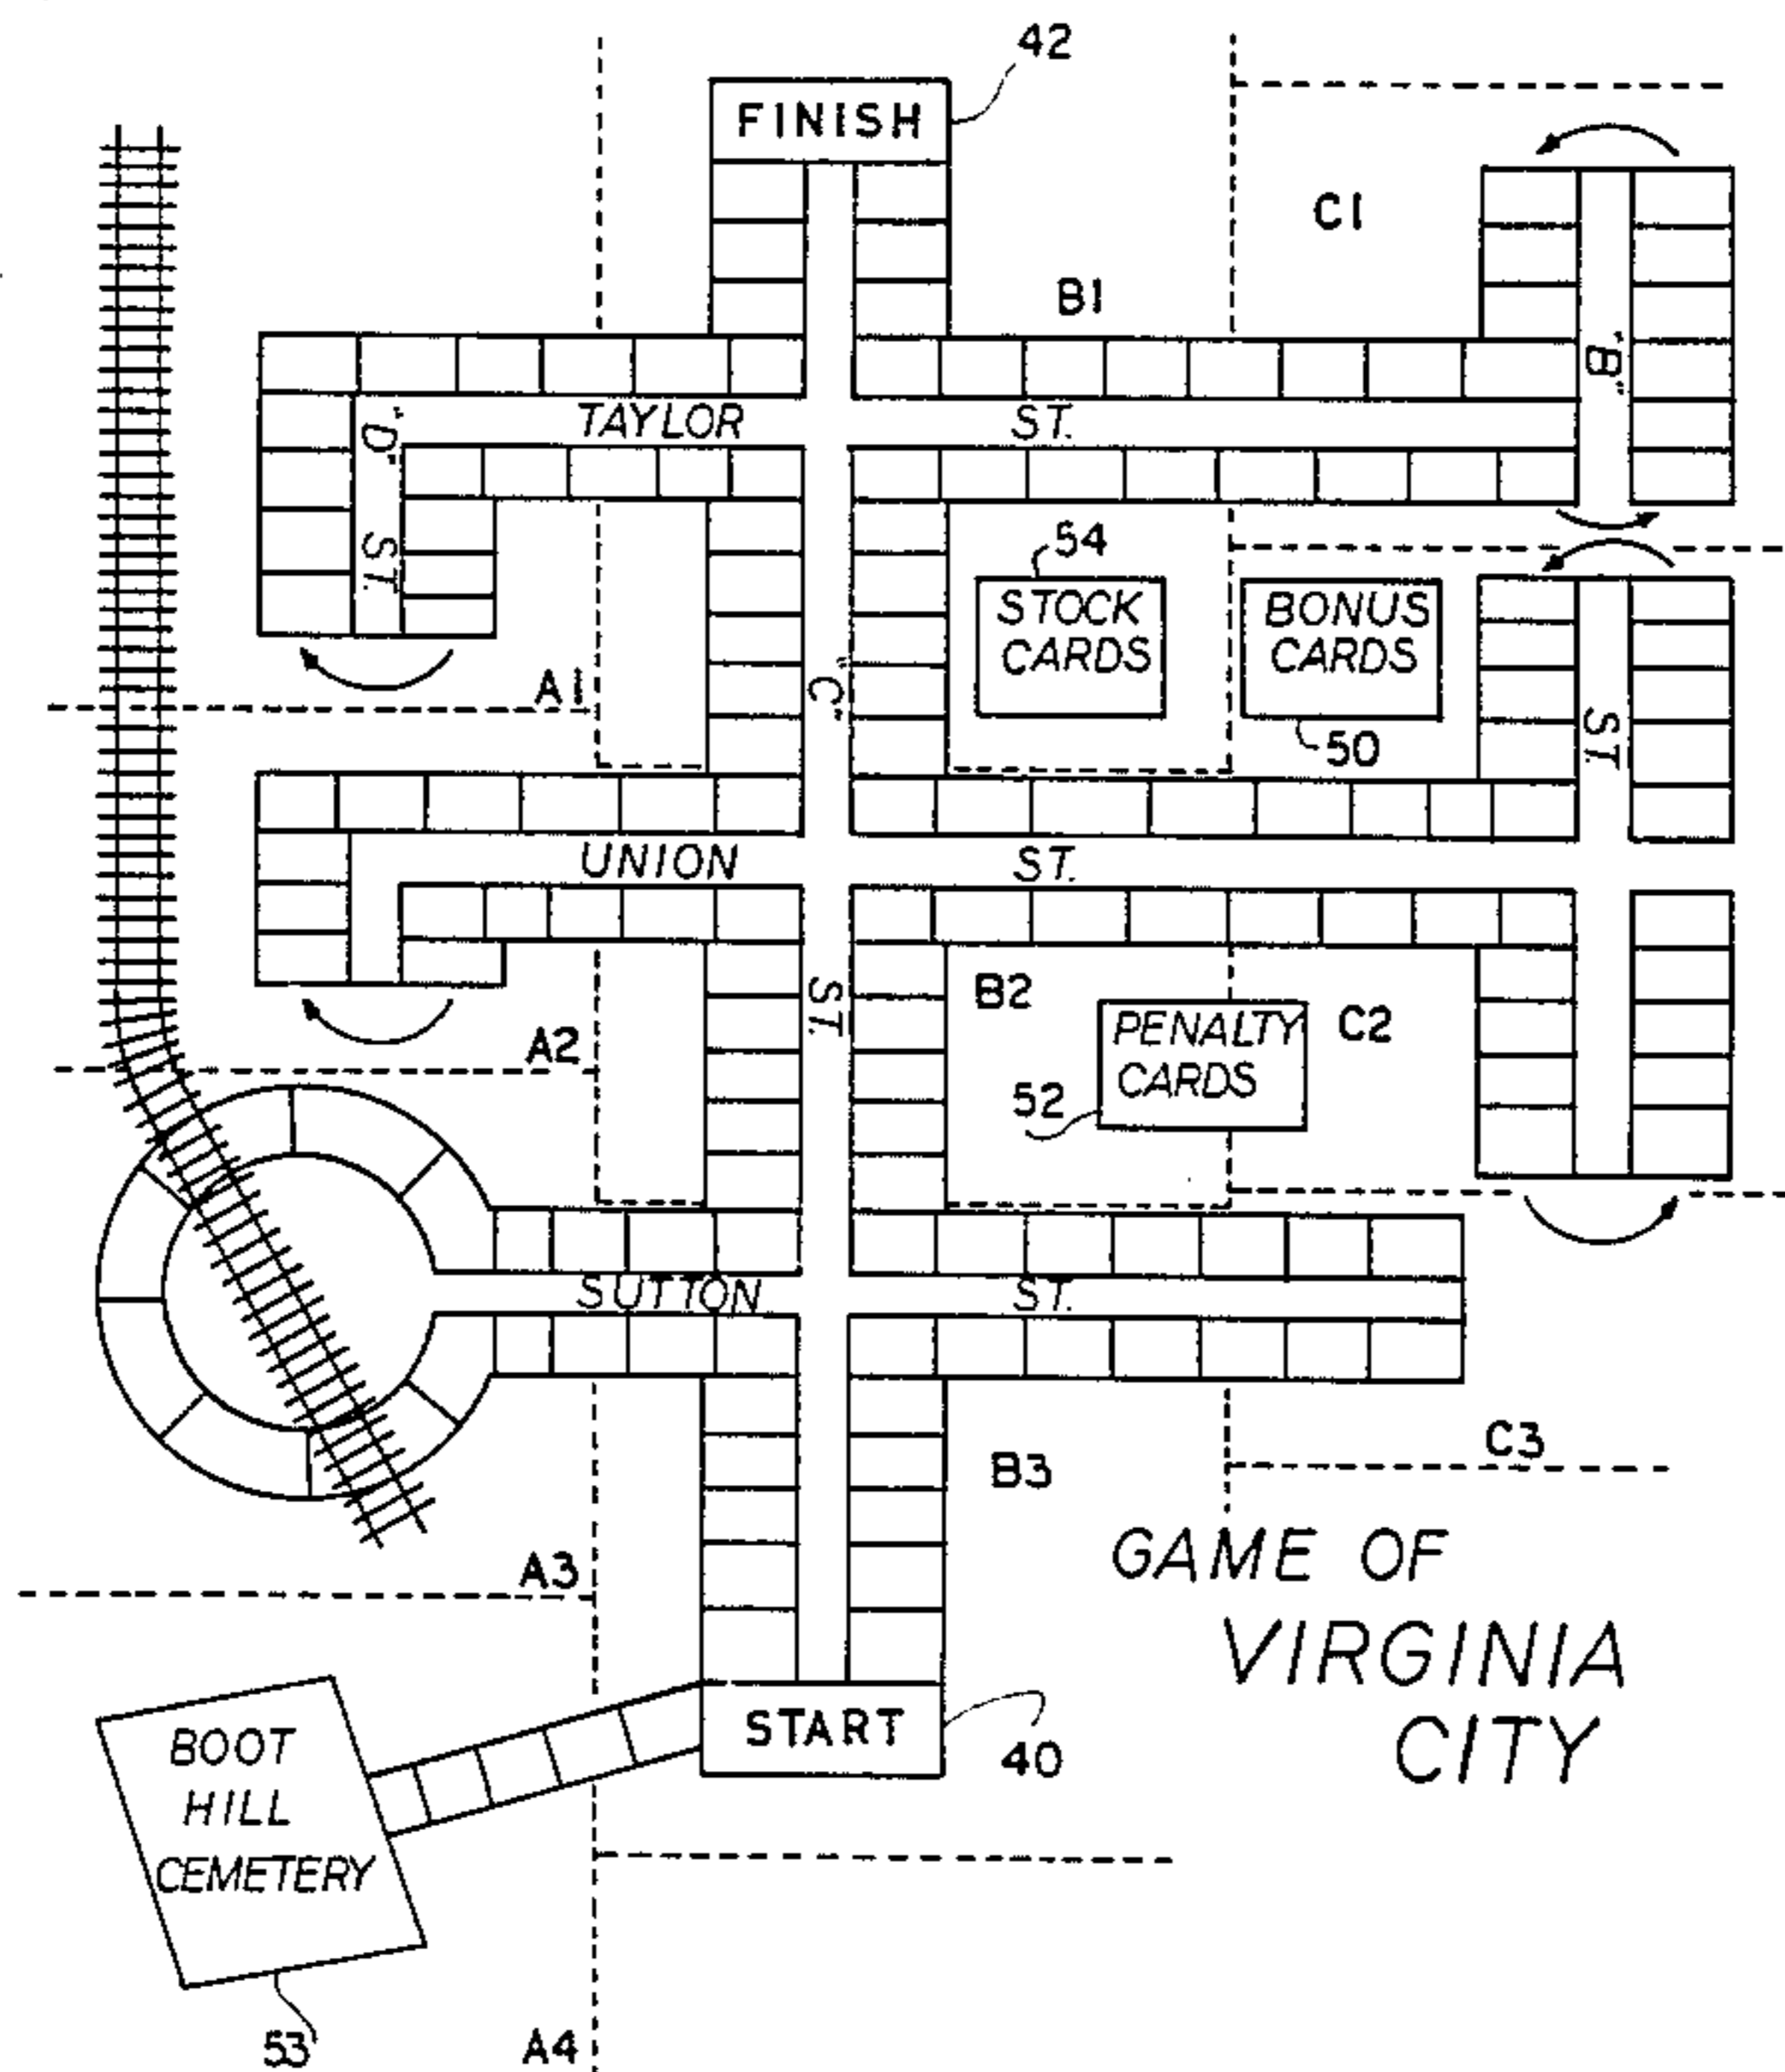 42
FINISH
C1
B1
"B"
TAYLOR ST.
"D"
ST.
54
STOCK
CARDS
BONUS
CARDS
50
A1
"C"
ST.
UNION ST.
ST.
B2
PENALTY
CARDS
C2
A2
52
SUTTON ST.
C3
B3
A3
GAME OF
VIRGINIA
CITY
START
40
BOOT
HILL
CEMETERY
53
A4